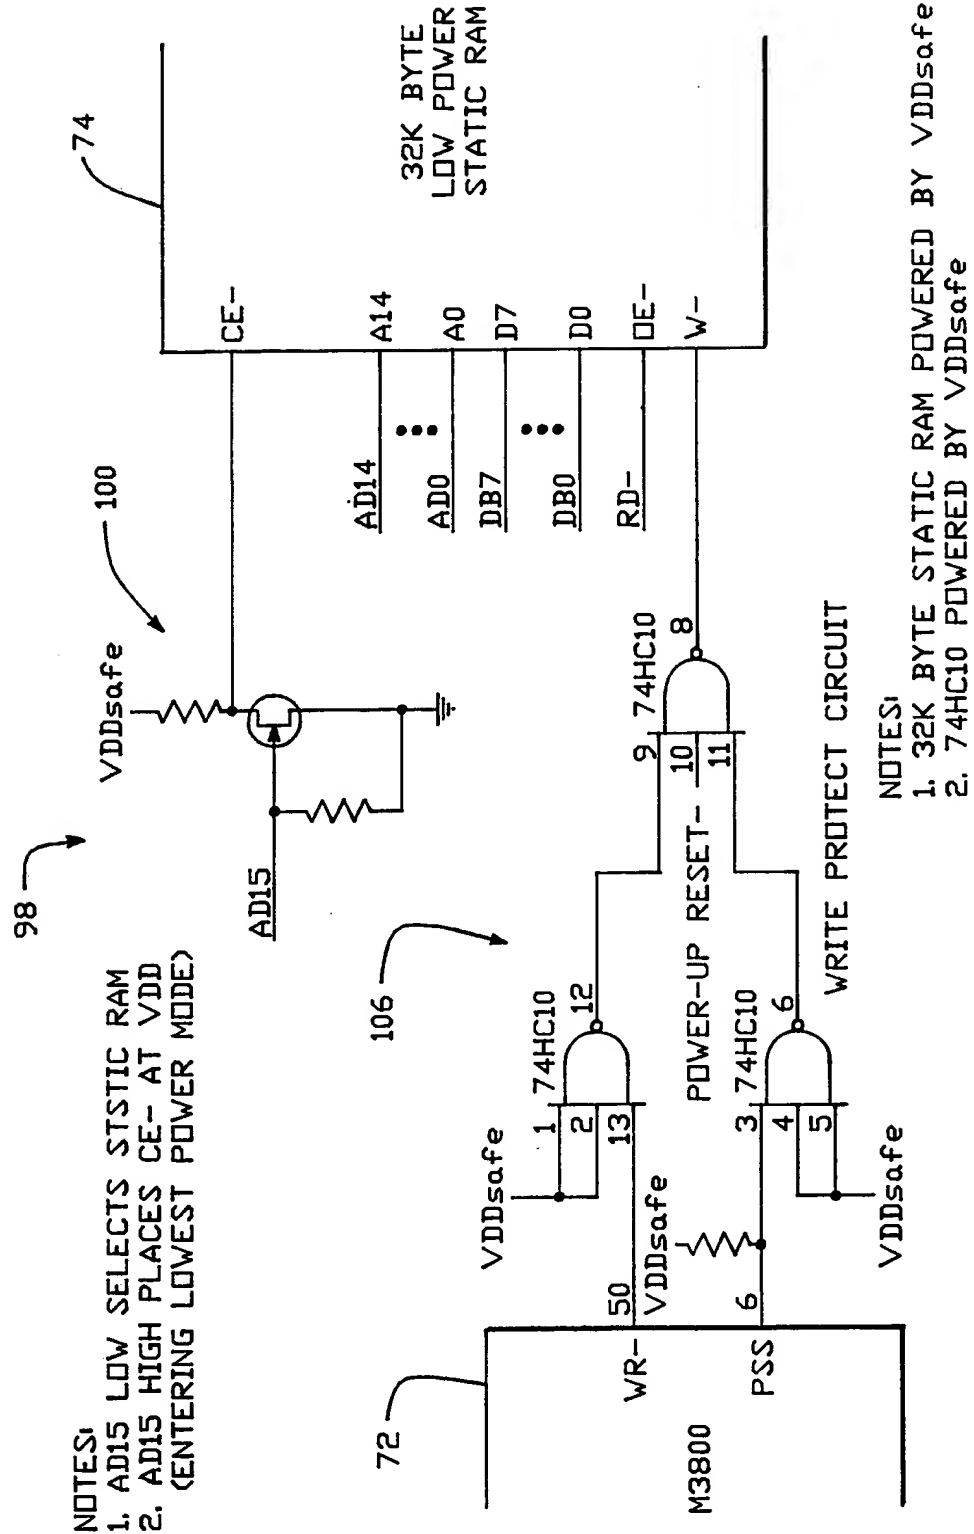 NOTES:
1. AD15 LOW SELECTS STSTIC RAM
2. AD15 HIGH PLACES CE- AT VDD
(ENTERING LOWEST POWER MODE)
98
100
74
VDDsafe
AD15
CE-
AD14
A14
AD0
A0
DB7
D7
DB0
D0
RD-
OE-
W-
32K BYTE
LOW POWER
STATIC RAM
72
M3800
WR-
50
PSS
6
VDDsafe
VDDsafe
VDDsafe
1
2
13
74HC10
12
106
3
4
5
74HC10
6
POWER-UP RESET-
9
10
11
74HC10
8
WRITE PROTECT CIRCUIT
NOTES:
1. 32K BYTE STATIC RAM POWERED BY VDDsafe
2. 74HC10 POWERED BY VDDsafe